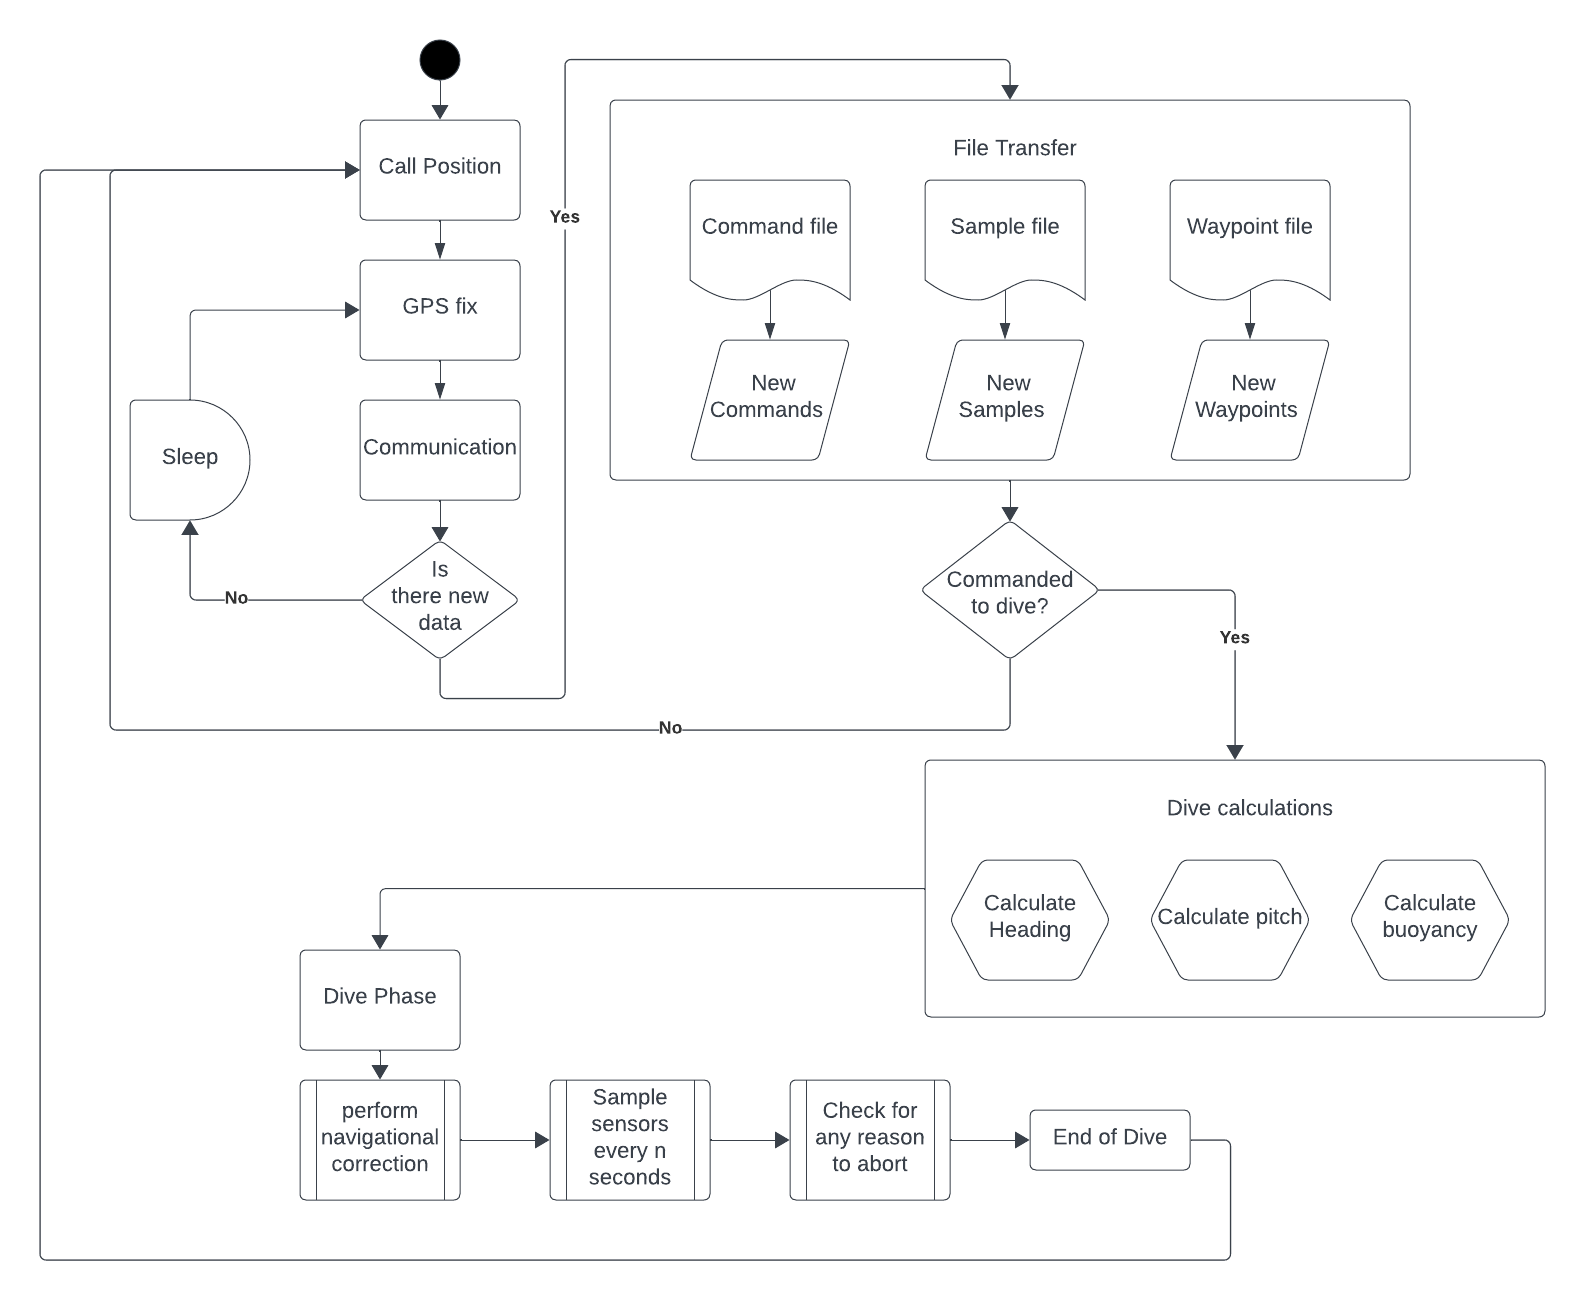 Call Position
GPS fix
Communication
Sleep
Is
there new
data
No
Yes
File Transfer
Command file
Sample file
Waypoint file
New
Commands
New
Samples
New
Waypoints
Commanded
to dive?
No
Yes
Dive calculations
Calculate
Heading
Calculate pitch
Calculate
buoyancy
Dive Phase
perform
navigational
correction
Sample
sensors
every n
seconds
Check for
any reason
to abort
End of Dive